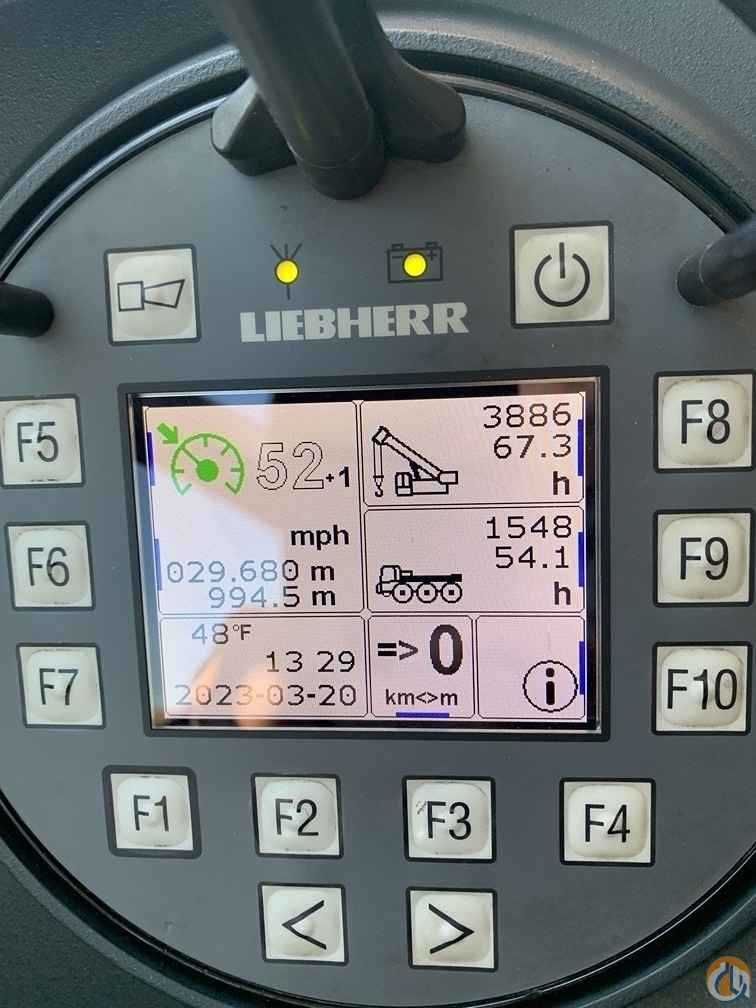 LIEBHERR
F5
F6
F7
F8
F9
F10
52 +1
mph
029.680 m
994.5 m
3886
67.3
h
1548
54.1
h
48°F
13 29
2023-03-20
=> 0
km<>m
i
F1 F2 F3 F4
< >